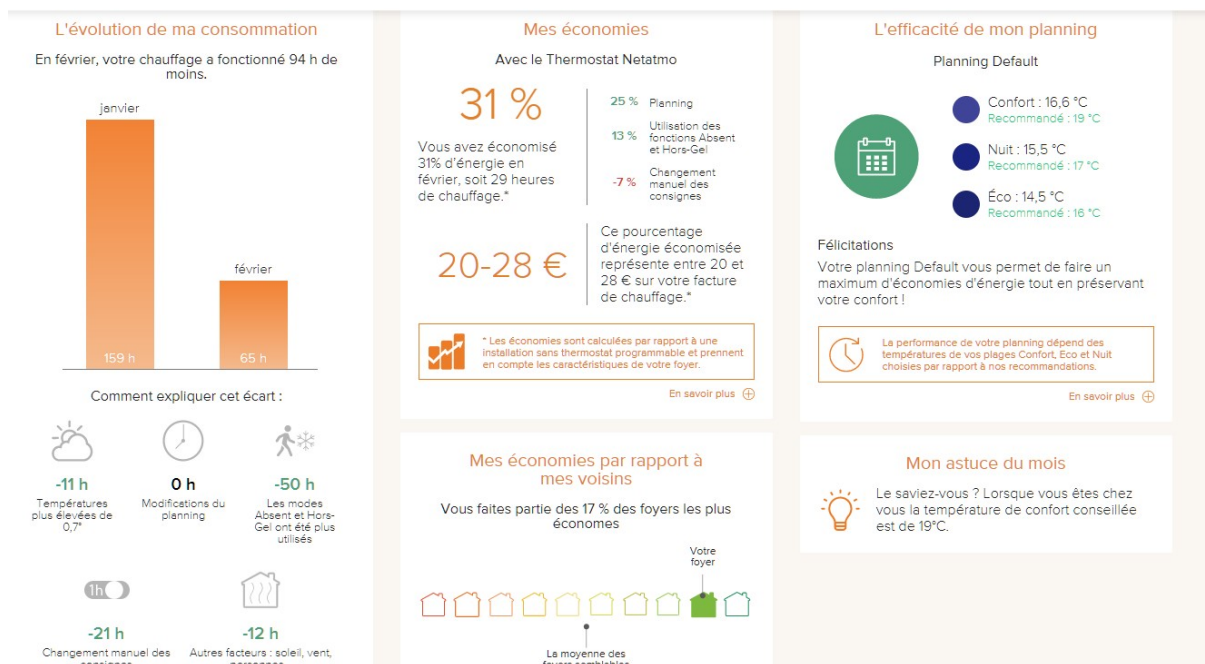 L'évolution de ma consommation
En février, votre chauffage a fonctionné 94 h de
moins.
janvier
février
159 h
65 h
Comment expliquer cet écart :
-11 h
Températures
plus élevées de
0,7°
0 h
Modifications du
planning
-50 h
Les modes
Absent et Hors-
Gel ont été plus
utilisés
1h
-21 h
Changement manuel des
consignes
-12 h
Autres facteurs : soleil, vent,
personnes
Mes économies
Avec le Thermostat Netatmo
31 %
Vous avez économisé
31% d'énergie en
février, soit 29 heures
de chauffage.*
25 % Planning
13 % Utilisation des
fonctions Absent
et Hors-Gel
-7 % Changement
manuel des
consignes
20-28 €
Ce pourcentage
d'énergie économisée
représente entre 20 et
28 € sur votre facture
de chauffage.*
* Les économies sont calculées par rapport à une
installation sans thermostat programmable et prennent
en compte les caractéristiques de votre foyer.
En savoir plus
Mes économies par rapport à
mes voisins
Vous faites partie des 17 % des foyers les plus
économes
Votre
foyer
La moyenne des
foyers semblables
L'efficacité de mon planning
Planning Default
Confort : 16,6 °C
Recommandé : 19 °C
Nuit : 15,5 °C
Recommandé : 17 °C
Éco : 14,5 °C
Recommandé : 16 °C
Félicitations
Votre planning Default vous permet de faire un
maximum d'économies d'énergie tout en préservant
votre confort !
La performance de votre planning dépend des
températures de vos plages Confort, Eco et Nuit
choisies par rapport à nos recommandations.
En savoir plus
Mon astuce du mois
Le saviez-vous ? Lorsque vous êtes chez
vous la température de confort conseillée
est de 19°C.